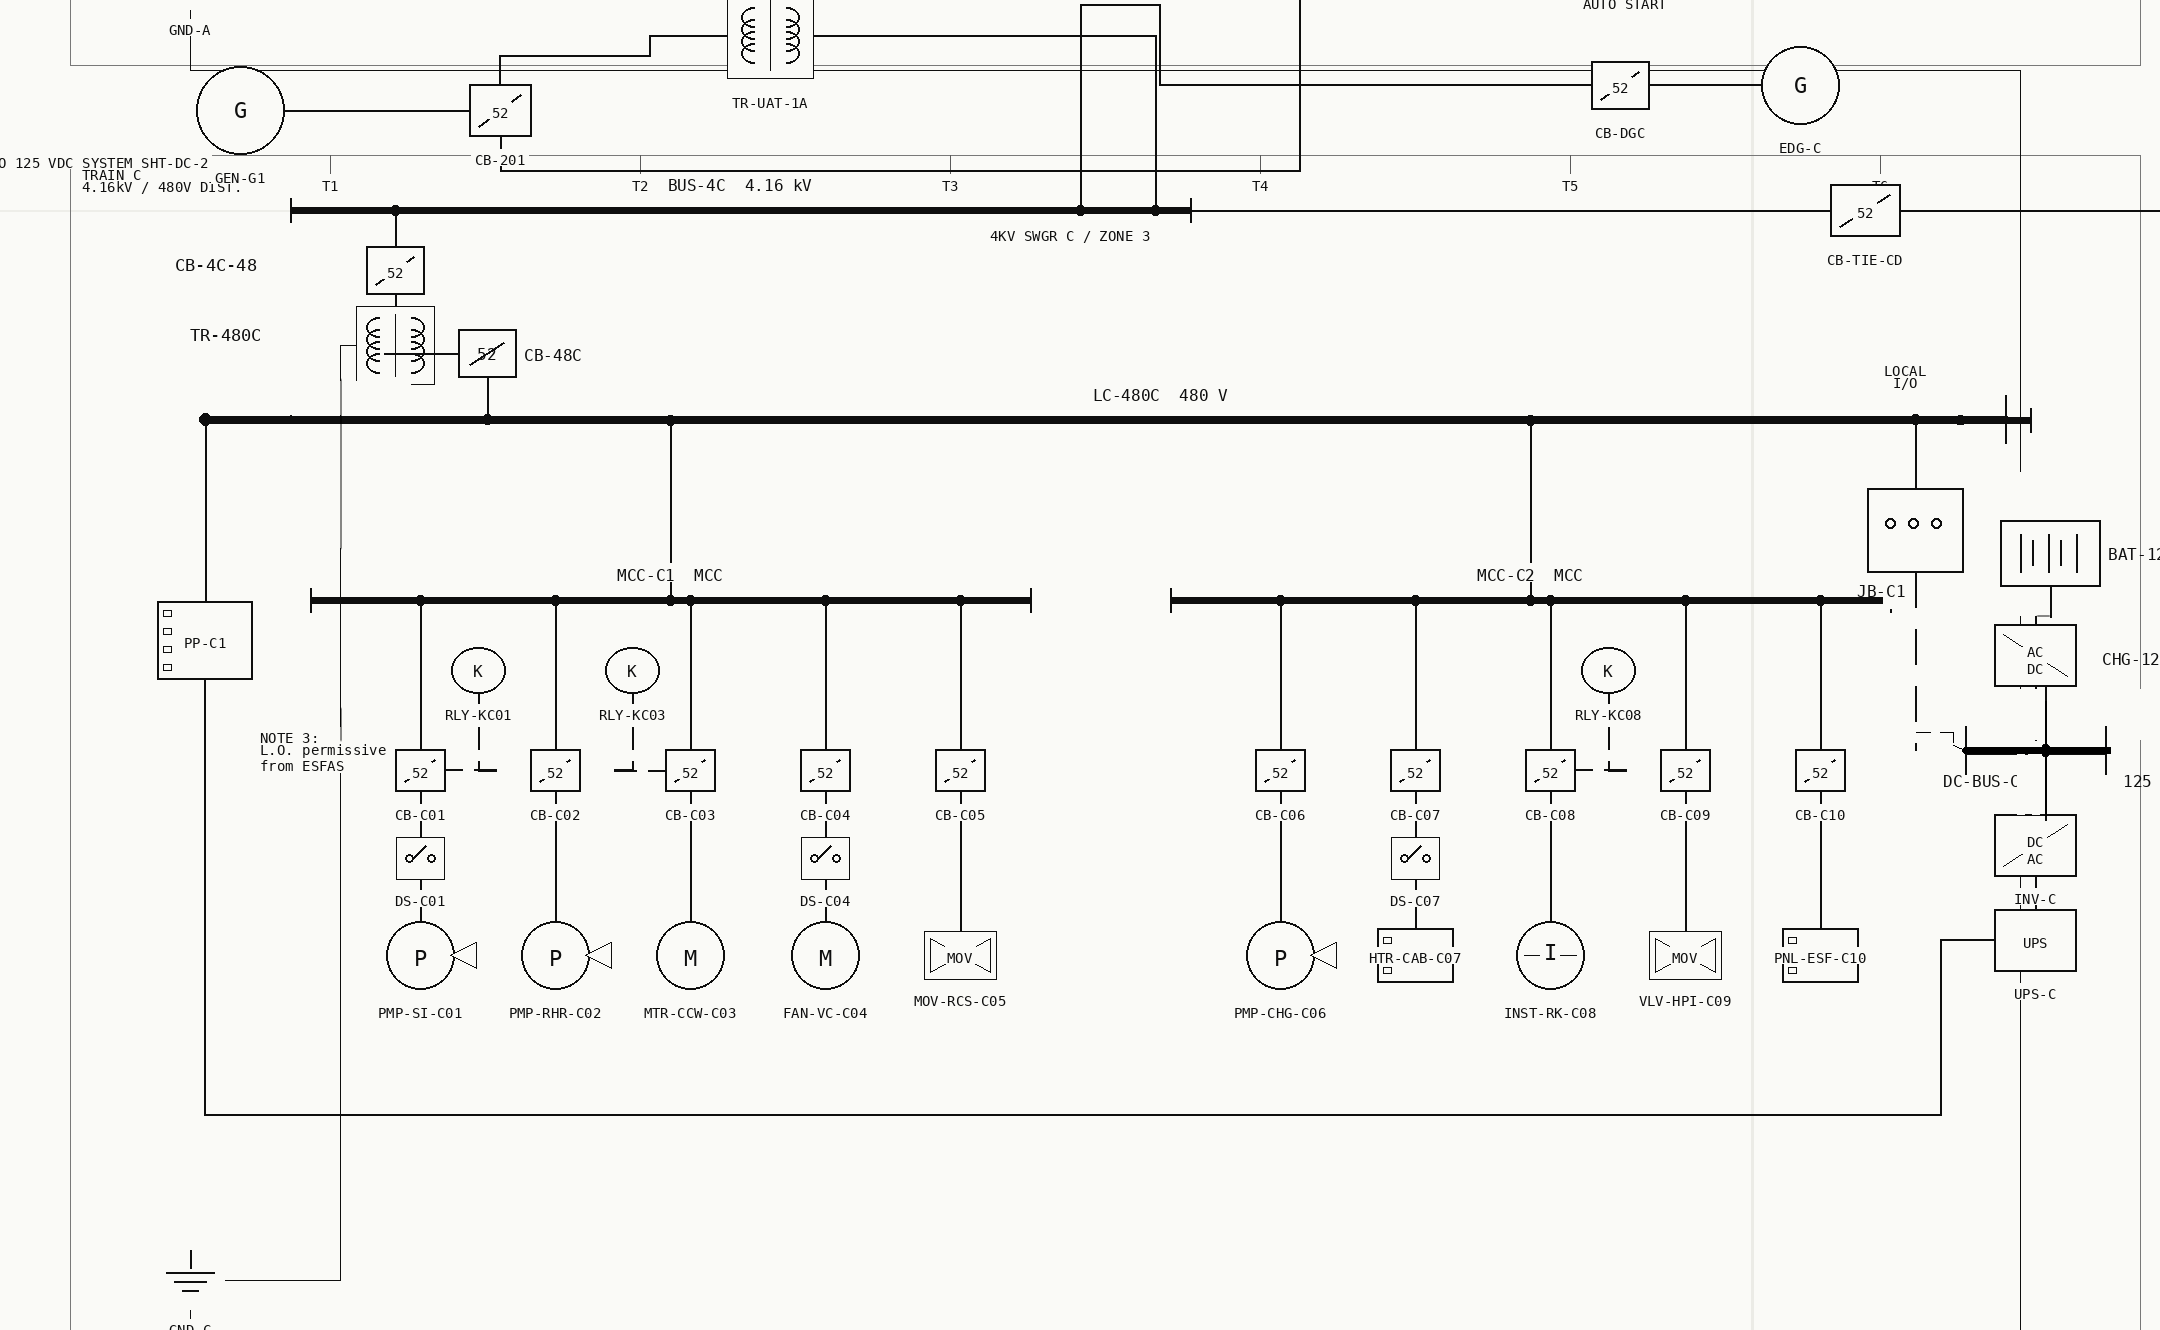 AUTO START
GND-A
G
52
TR-UAT-1A
52
G
CB-DGC
EDG-C
CB-201
O 125 VDC SYSTEM SHT-DC-2
TRAIN C
4.16kV / 480V DIST.
GEN-G1
T1
T2
BUS-4C 4.16 kV
T3
T4
T5
52
CB-TIE-CD
4KV SWGR C / ZONE 3
CB-4C-48
52
TR-480C
52
CB-48C
LC-480C 480 V
LOCAL
I/O
MCC-C1 MCC
MCC-C2 MCC
JB-C1
BAT-12
PP-C1
K
K
K
AC
DC
CHG-12
RLY-KC01
RLY-KC03
RLY-KC08
NOTE 3:
L.O. permissive
from ESFAS
52
52
52
52
52
52
52
52
52
52
DC-BUS-C
125
CB-C01
CB-C02
CB-C03
CB-C04
CB-C05
CB-C06
CB-C07
CB-C08
CB-C09
CB-C10
DC
AC
INV-C
DS-C01
DS-C04
DS-C07
P
P
M
M
MOV
P
HTR-CAB-C07
I
MOV
PNL-ESF-C10
UPS
UPS-C
PMP-SI-C01
PMP-RHR-C02
MTR-CCW-C03
FAN-VC-C04
MOV-RCS-C05
PMP-CHG-C06
INST-RK-C08
VLV-HPI-C09